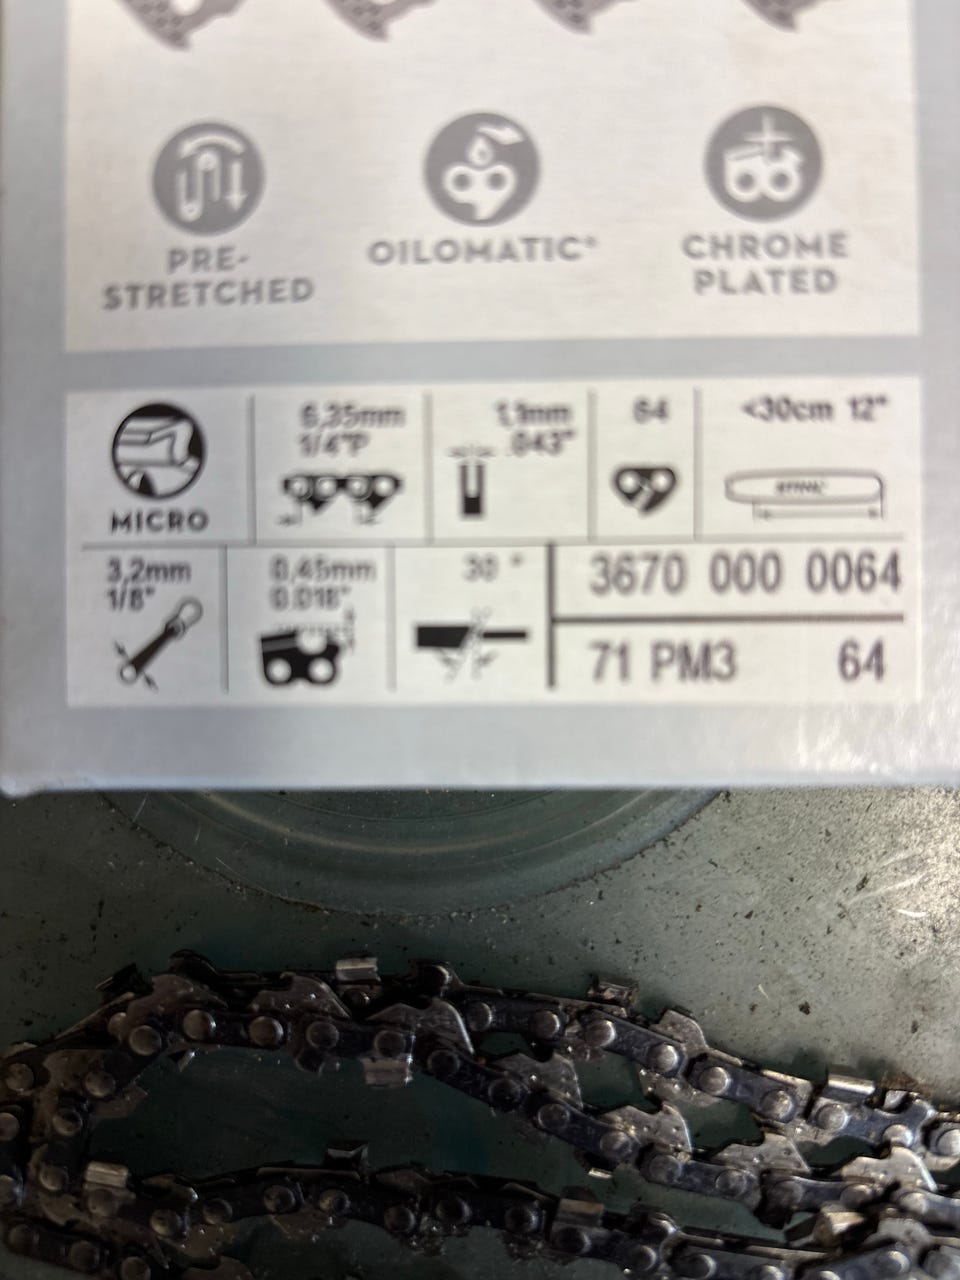 PRE-
STRETCHED
OILOMATIC®
CHROME
PLATED
MICRO
6,35mm
1/4"P
1,1mm
.043"
64
<30cm 12"
STIHL
3,2mm
1/8"
0,45mm
0.018"
30 °
3670 000 0064
71 PM3 64